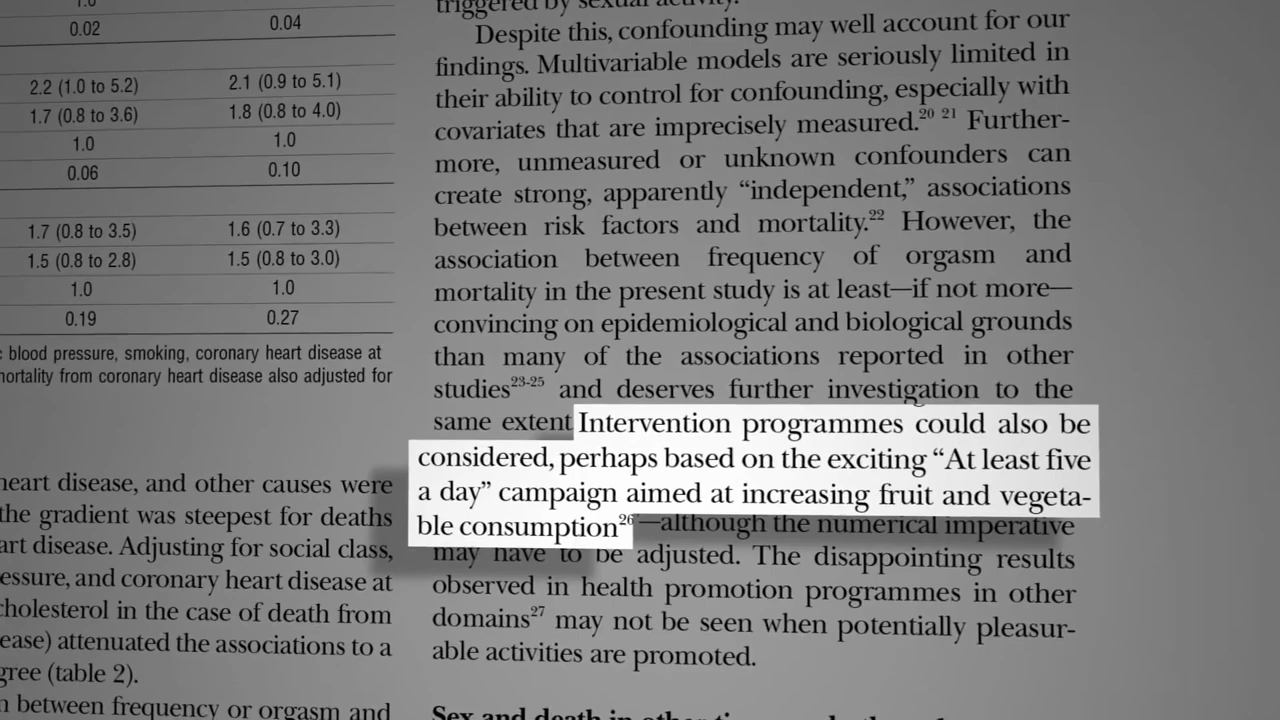 1.0
0.02 0.04
2.2 (1.0 to 5.2) 2.1 (0.9 to 5.1)
1.7 (0.8 to 3.6) 1.8 (0.8 to 4.0)
1.0 1.0
0.06 0.10
1.7 (0.8 to 3.5) 1.6 (0.7 to 3.3)
1.5 (0.8 to 2.8) 1.5 (0.8 to 3.0)
1.0 1.0
0.19 0.27
blood pressure, smoking, coronary heart disease at
mortality from coronary heart disease also adjusted for
heart disease, and other causes were
the gradient was steepest for deaths
art disease. Adjusting for social class,
essure, and coronary heart disease at
cholesterol in the case of death from
ease) attenuated the associations to a
gree (table 2).
n between frequency or orgasm and
triggered by sexual activity.
Despite this, confounding may well account for our
findings. Multivariable models are seriously limited in
their ability to control for confounding, especially with
covariates that are imprecisely measured.20 21 Further-
more, unmeasured or unknown confounders can
create strong, apparently “independent,” associations
between risk factors and mortality.22 However, the
association between frequency of orgasm and
mortality in the present study is at least—if not more—
convincing on epidemiological and biological grounds
than many of the associations reported in other
studies23-25 and deserves further investigation to the
same extent Intervention programmes could also be
considered, perhaps based on the exciting “At least five
a day” campaign aimed at increasing fruit and vegeta-
ble consumption26—although the numerical imperative
may have to be adjusted. The disappointing results
observed in health promotion programmes in other
domains27 may not be seen when potentially pleasur-
able activities are promoted.
Sex and death in other